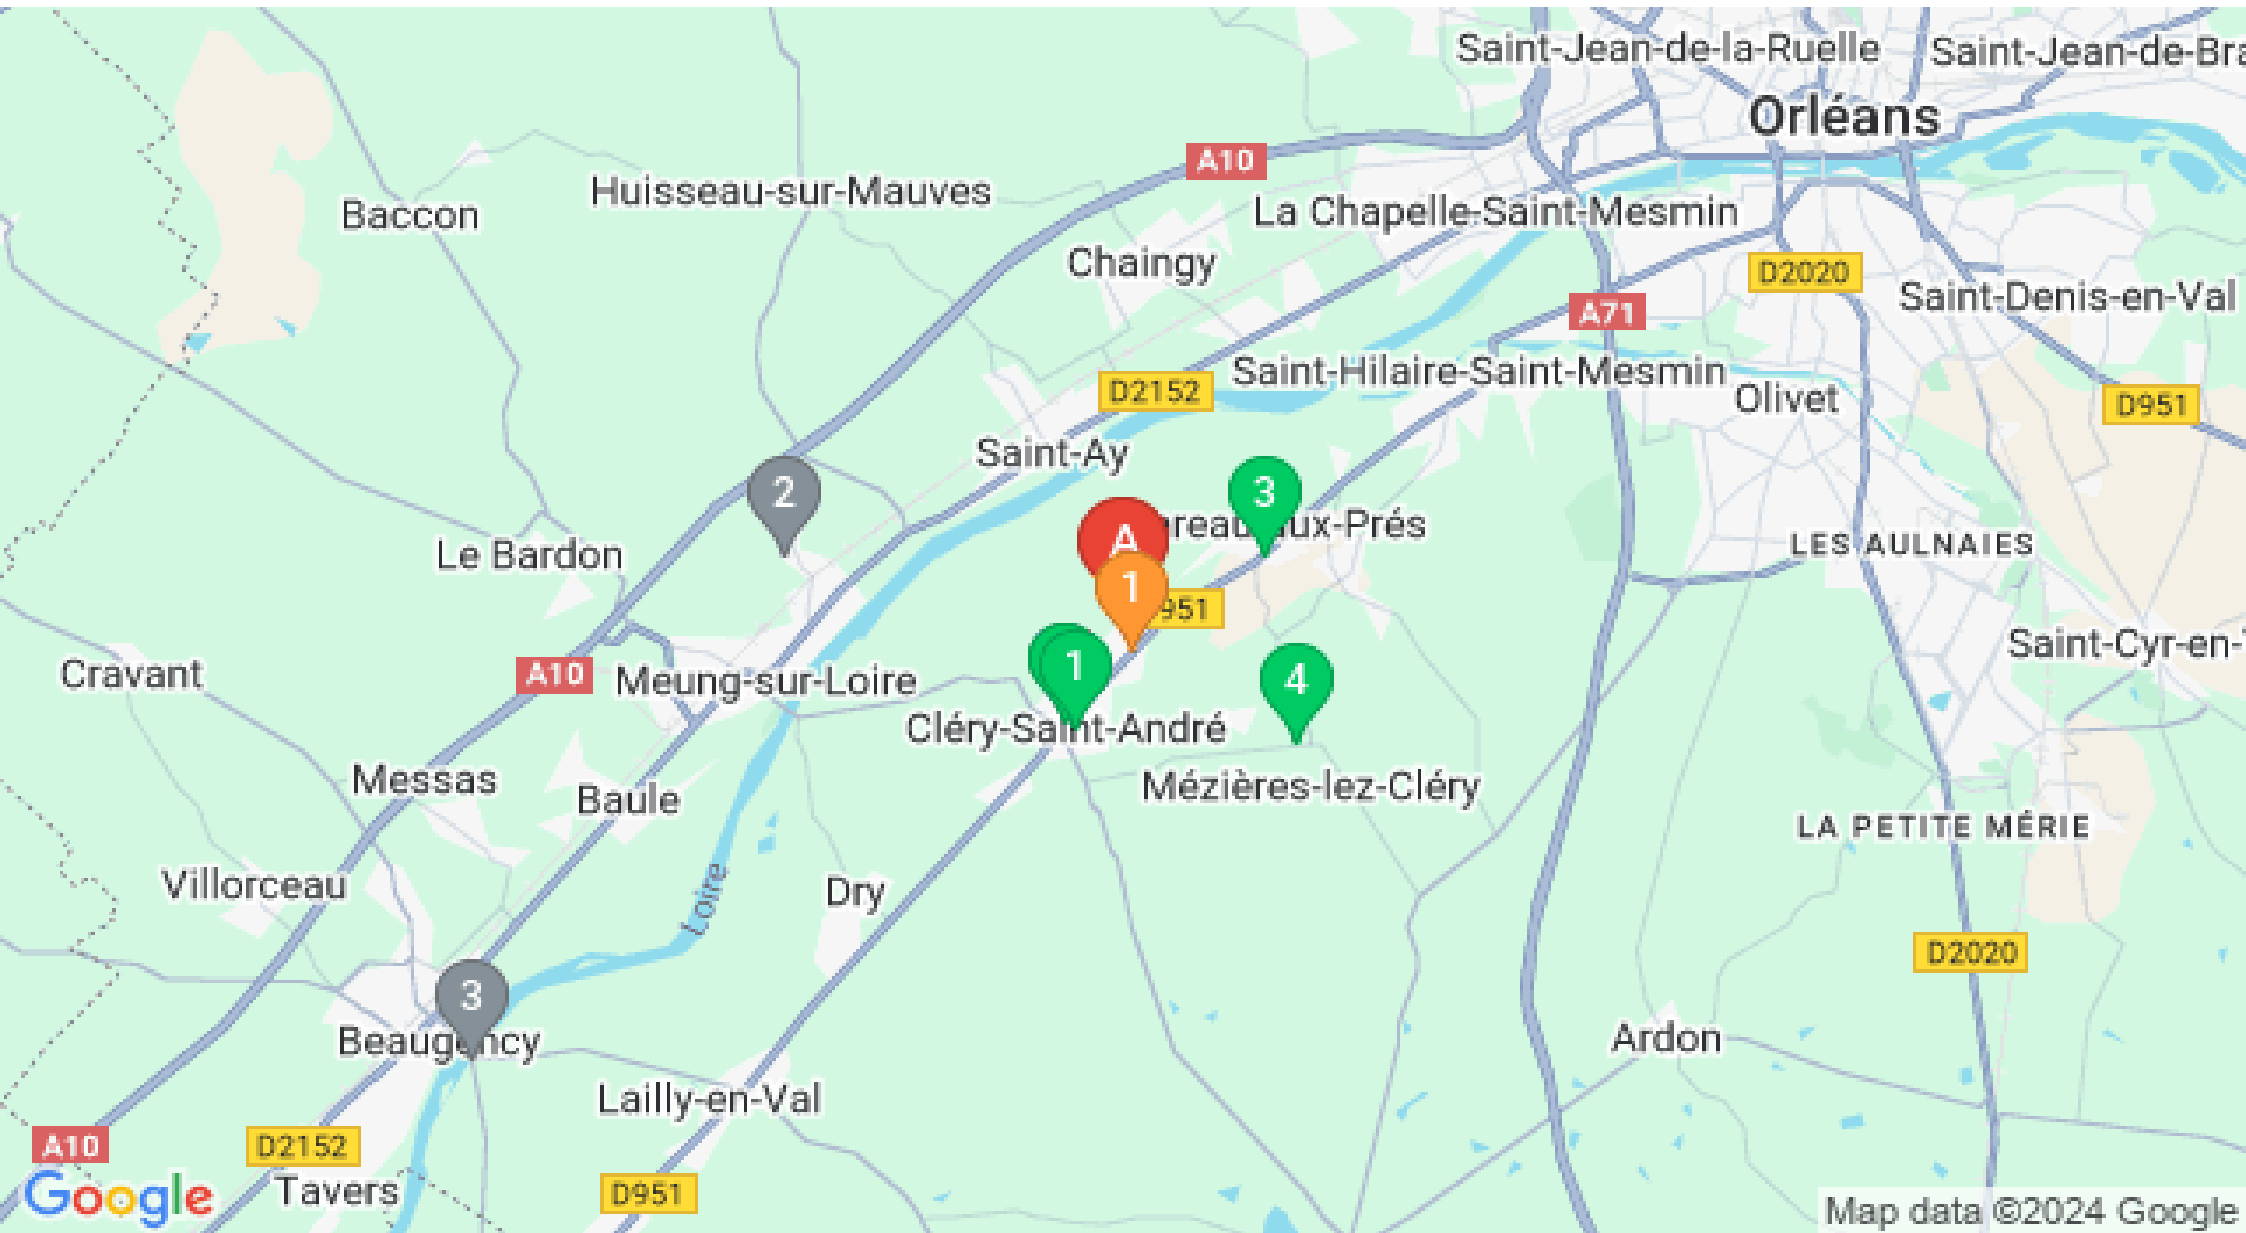 Saint-Jean-de-la-Ruelle
Saint-Jean-de-Bra
Orléans
A10
Huisseau-sur-Mauves
Baccon
La Chapelle-Saint-Mesmin
Chaingy
D2020
Saint-Denis-en-Val
A71
Saint-Hilaire-Saint-Mesmin
D2152
Olivet
D951
Saint-Ay
2
3
A
ux-Prés
LES AULNAIES
Le Bardon
1
951
Saint-Cyr-en-
Cravant
A10
Meung-sur-Loire
1
4
Cléry-Saint-André
Messas
Baule
Mézières-lez-Cléry
LA PETITE MÉRIE
Villorceau
Dry
Loire
D2020
3
Beaugency
Ardon
Lailly-en-Val
A10
D2152
Tavers
D951
Google
Map data ©2024 Google